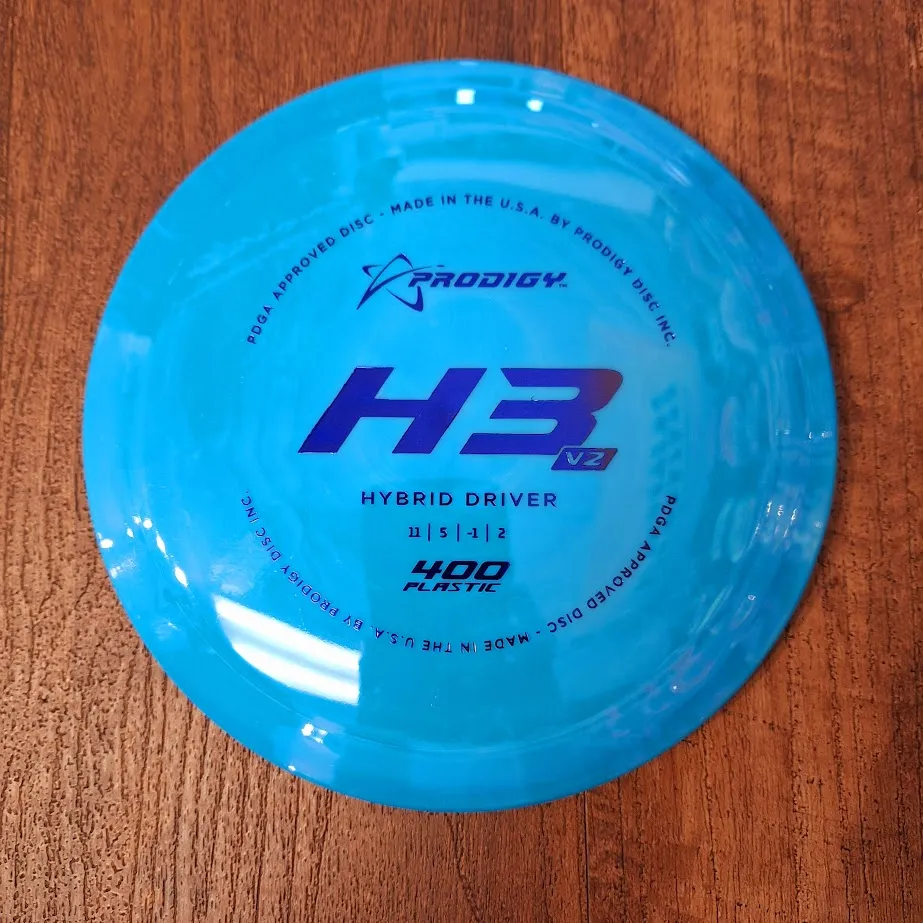 PDGA APPROVED DISC - MADE IN THE U.S.A. BY PRODIGY DISC INC.
PRODIGY™
H3
V2
HYBRID DRIVER
11 | 5 | -1 | 2
400
PLASTIC
PDGA APPROVED DISC - MADE IN THE U.S.A. BY PRODIGY DISC INC.